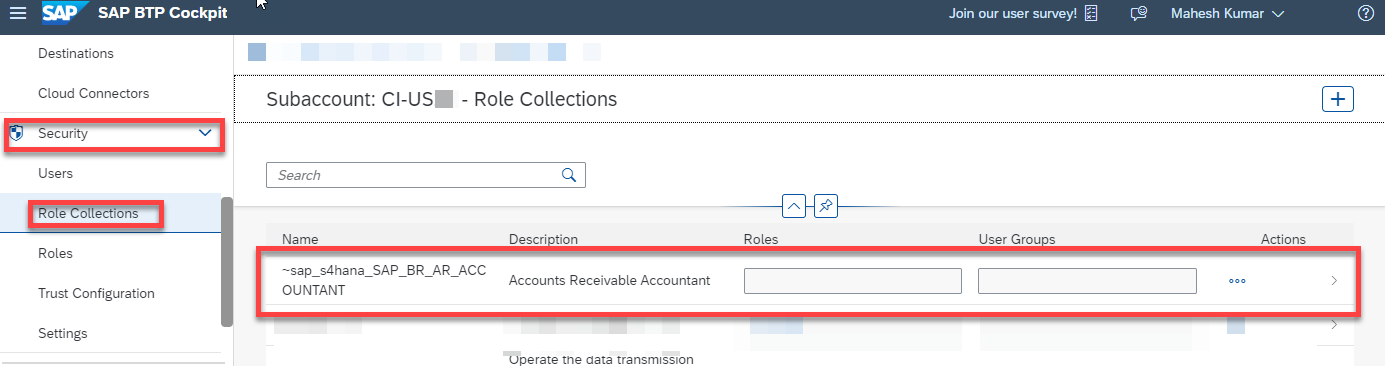 SAP SAP BTP Cockpit Join our user survey! Mahesh Kumar
Destinations
Cloud Connectors
Subaccount: CI-US - Role Collections
Security
Users
Search
Role Collections
Name Description Roles User Groups Actions
Roles
~sap_s4hana_SAP_BR_AR_ACC
OUNTANT
Accounts Receivable Accountant
Trust Configuration
Settings
Operate the data transmission